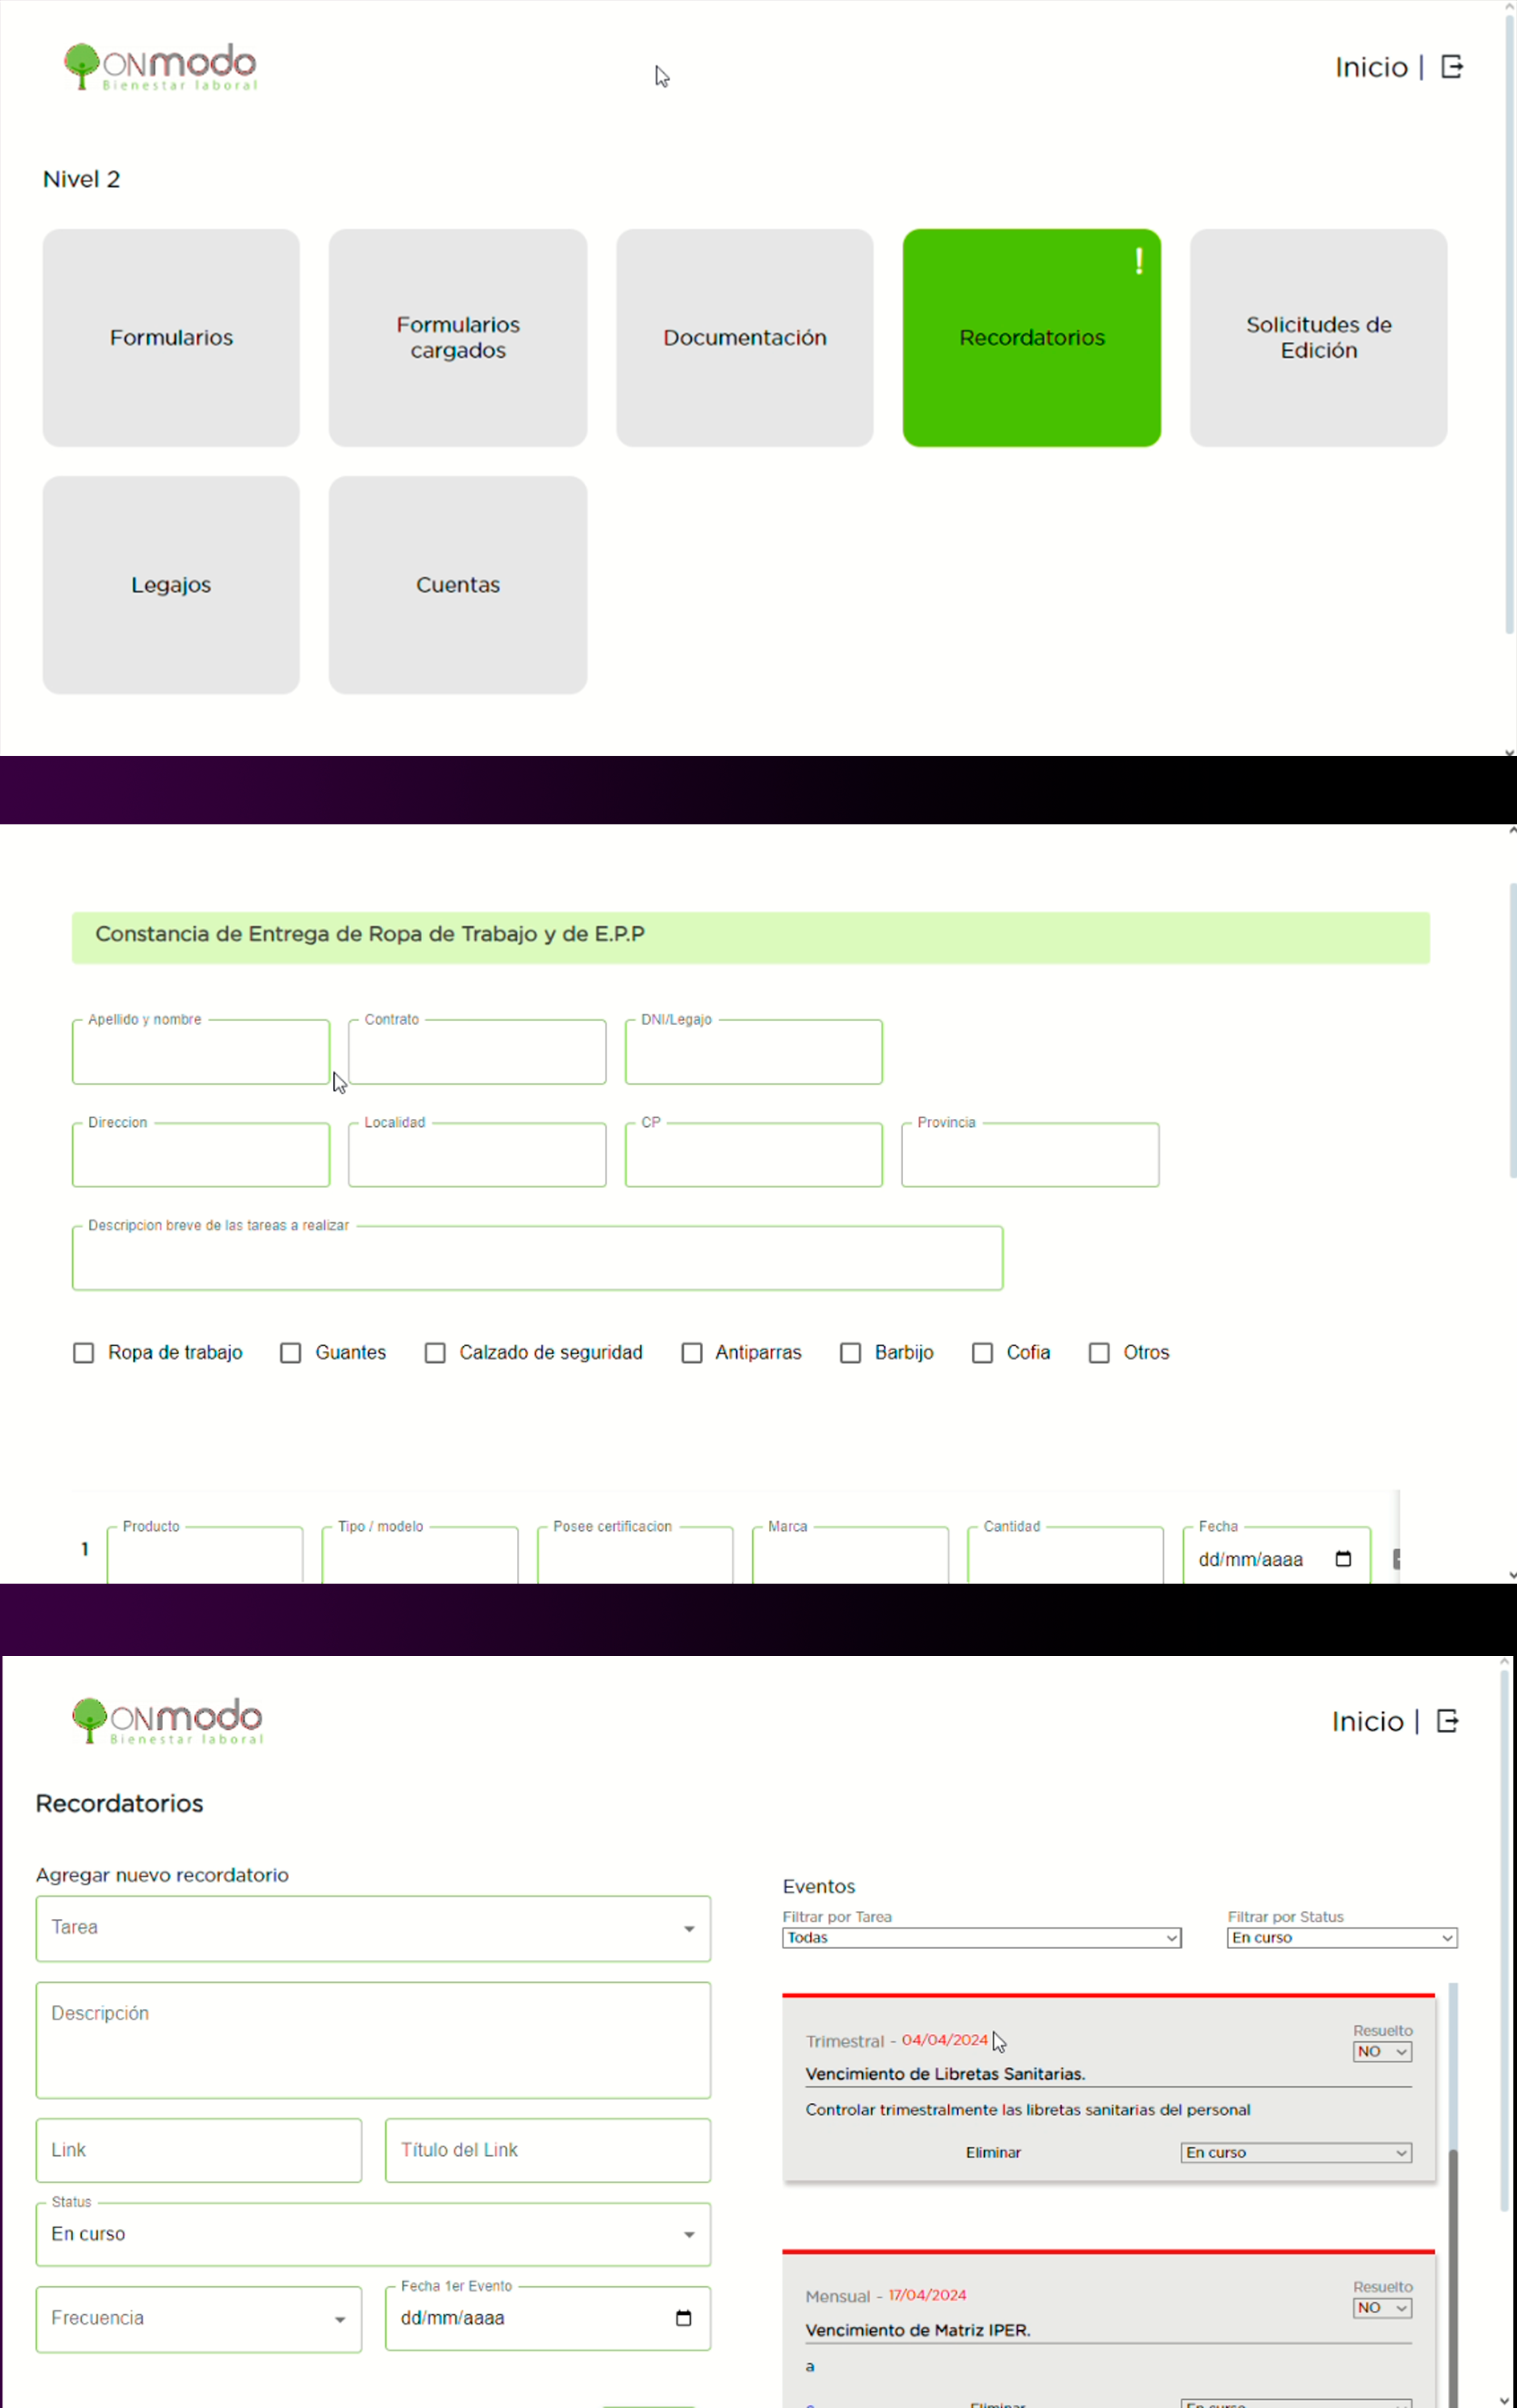 ONmodo
Bienestar laboral
Inicio |
Nivel 2
Formularios
Formularios
cargados
Documentación
!
Recordatorios
Solicitudes de
Edición
Legajos
Cuentas
Constancia de Entrega de Ropa de Trabajo y de E.P.P
Apellido y nombre
Contrato
DNI/Legajo
Direccion
Localidad
CP
Provincia
Descripcion breve de las tareas a realizar
Ropa de trabajo
Guantes
Calzado de seguridad
Antiparras
Barbijo
Cofia
Otros
1
Producto
Tipo / modelo
Posee certificacion
Marca
Cantidad
Fecha
dd/mm/aaaa
ONmodo
Bienestar laboral
Inicio |
Recordatorios
Agregar nuevo recordatorio
Tarea
Descripción
Link
Título del Link
Status
En curso
Frecuencia
Fecha 1er Evento
dd/mm/aaaa
Eventos
Filtrar por Tarea
Todas
Filtrar por Status
En curso
Trimestral - 04/04/2024
Resuelto
NO
Vencimiento de Libretas Sanitarias.
Controlar trimestralmente las libretas sanitarias del personal
Eliminar
En curso
Mensual - 17/04/2024
Resuelto
NO
Vencimiento de Matriz IPER.
a
Eliminar
En curso